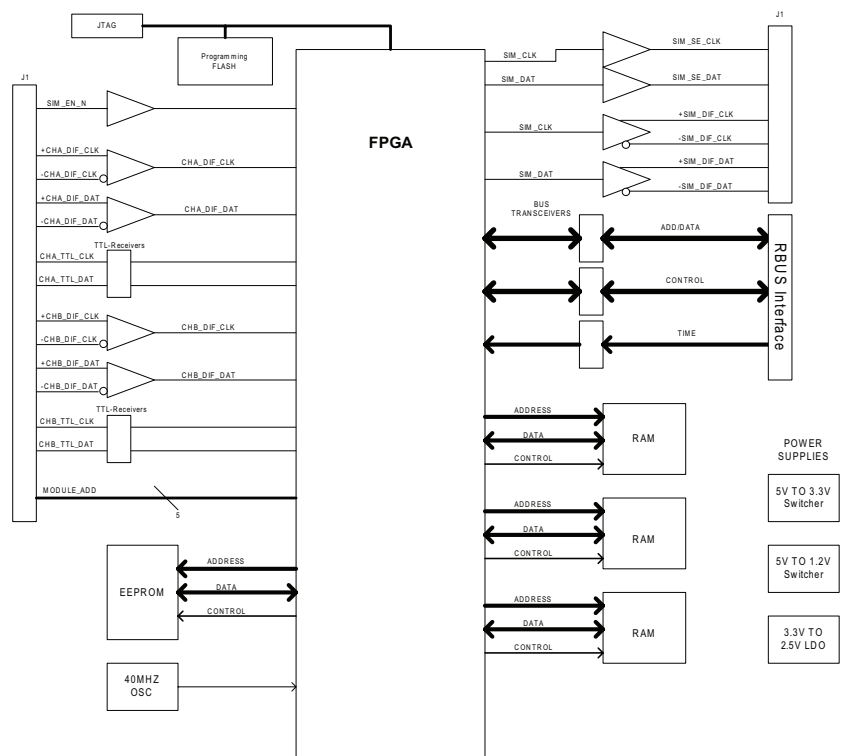 JTAG
Programming
FLASH
J1
SIM_EN_N
+CHA_DIF_CLK
-CHA_DIF_CLK
CHA_DIF_CLK
+CHA_DIF_DAT
-CHA_DIF_DAT
CHA_DIF_DAT
TTL-Receivers
CHA_TTL_CLK
CHA_TTL_DAT
+CHB_DIF_CLK
-CHB_DIF_CLK
CHB_DIF_CLK
+CHB_DIF_DAT
-CHB_DIF_DAT
CHB_DIF_DAT
TTL-Receivers
CHB_TTL_CLK
CHB_TTL_DAT
MODULE_ADD
5
EEPROM
ADDRESS
DATA
CONTROL
40MHZ
OSC
FPGA
J1
SIM_CLK
SIM_SE_CLK
SIM_DAT
SIM_SE_DAT
SIM_CLK
+SIM_DIF_CLK
-SIM_DIF_CLK
SIM_DAT
+SIM_DIF_DAT
-SIM_DIF_DAT
BUS
TRANSCEIVERS
ADD/DATA
CONTROL
TIME
RBUS Interface
ADDRESS
DATA
CONTROL
RAM
ADDRESS
DATA
CONTROL
RAM
ADDRESS
DATA
CONTROL
RAM
POWER
SUPPLIES
5V TO 3.3V
Switcher
5V TO 1.2V
Switcher
3.3V TO
2.5V LDO